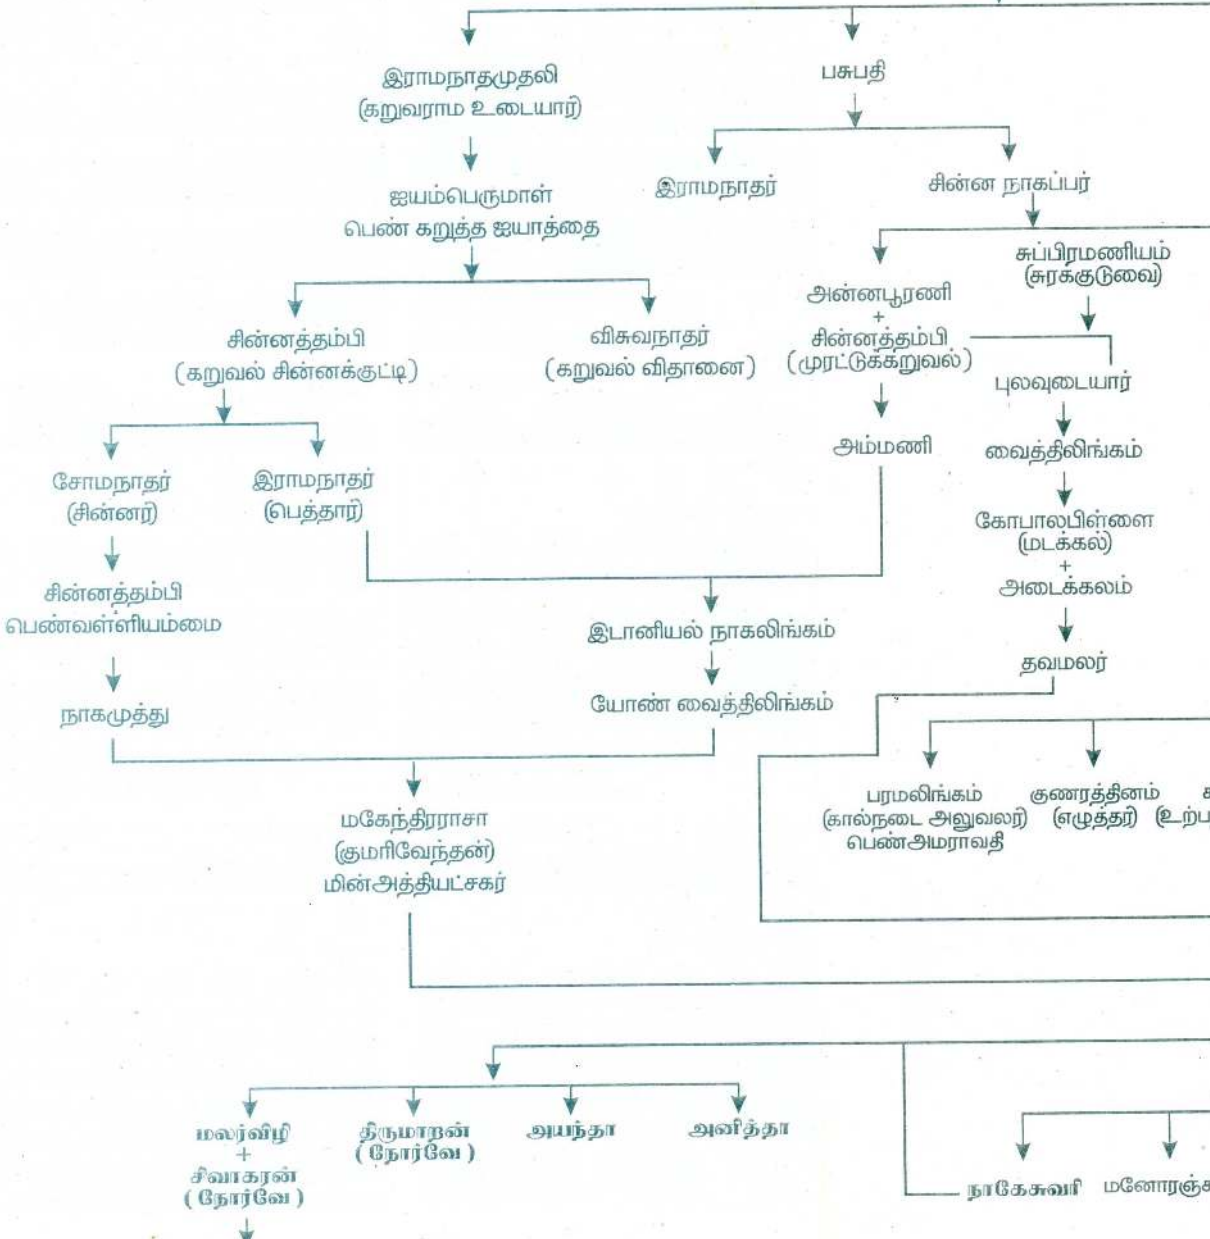 இராமநாதமுதலி
(கறுவராம உடையார்)
பசுபதி
ஐயம்பெருமாள்
பெண் கறுத்த ஐயாத்தை
இராமநாதர்
சின்ன நாகப்பர்
சின்னத்தம்பி
(கறுவல் சின்னக்குட்டி)
விசுவநாதர்
(கறுவல் விதானை)
அன்னபூரணி
+
சின்னத்தம்பி
(முரட்டுக்கறுவல்)
சுப்பிரமணியம்
(சுரக்குடுவை)
புலவுடையார்
அம்மணி
வைத்திலிங்கம்
சோமநாதர்
(சின்னர்)
இராமநாதர்
(பெத்தார்)
கோபாலபிள்ளை
(மடக்கல்)
+
அடைக்கலம்
சின்னத்தம்பி
பெண்வள்ளியம்மை
இடானியல் நாகலிங்கம்
தவமலர்
நாகமுத்து
யோண் வைத்திலிங்கம்
மகேந்திரராசா
(குமரிவேந்தன்)
மின்அத்தியட்சகர்
பரமலிங்கம்
(கால்நடை அலுவலர்)
பெண்அமராவதி
குணரத்தினம்
(எழுத்தர்)
மலர்விழி
+
சிவாகரன்
( நோர்வே )
திருமாறன்
( நோர்வே )
அயந்தா
அனித்தா
நாகேசுவரி